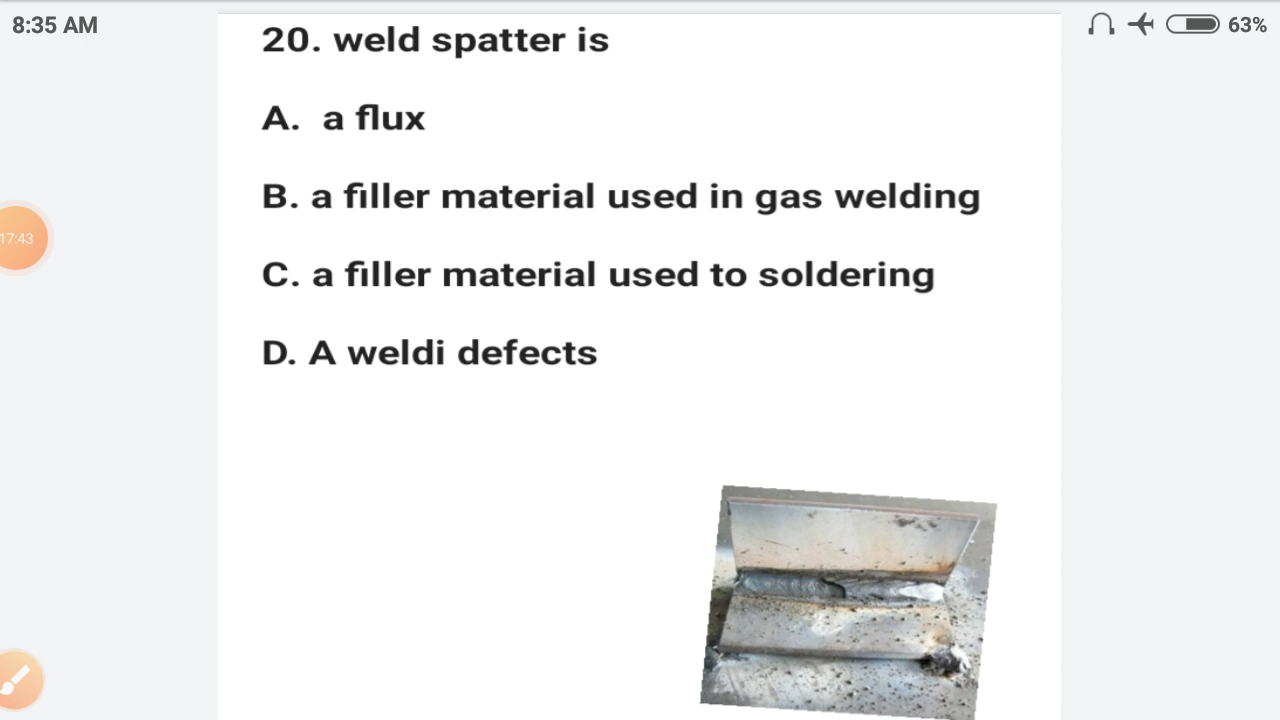 8:35 AM
63%
20. weld spatter is
A. a flux
B. a filler material used in gas welding
17:43
C. a filler material used to soldering
D. A weldi defects